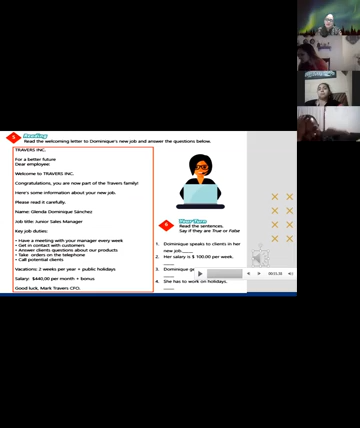 5
Reading
Read the welcoming letter to Dominique's new job and answer the questions below.
TRAVERS INC.
For a better future
Dear employee:
Welcome to TRAVERS INC.
Congratulations, you are now part of the Travers family!
Here's some information about your new job,
Please read it carefully.
Name: Glenda Dominique Sánchez
Job title: Junior Sales Manager
Key job duties:
• Have a meeting with your manager every week
• Get in contact with customers
• Answer clients questions about our products
• Take orders on the telephone
• Call potential clients
Vacations: 2 weeks per year + public holidays
Salary: $440,00 per month + bonus
Good luck, Mark Travers CFO.
6
Your Turn
Read the sentences.
Say if they are True or False
1. Dominique speaks to clients in her
new job.____
2. Her salary is $ 100.00 per week.
____
3. Dominique
____
4. She has to work on holidays.
____